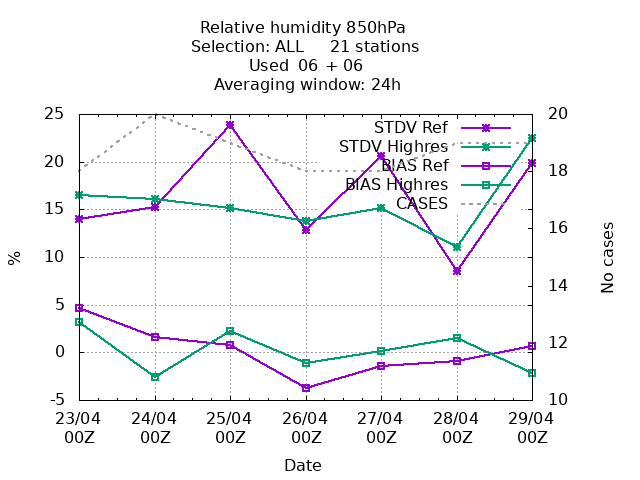 Relative humidity 850hPa
Selection: ALL 21 stations
Used 06 + 06
Averaging window: 24h
STDV Ref
STDV Highres
BIAS Ref
BIAS Highres
CASES
25
20
15
10
5
0
-5
%
20
18
16
14
12
10
No cases
23/04 24/04 25/04 26/04 27/04 28/04 29/04
00Z 00Z 00Z 00Z 00Z 00Z 00Z
Date